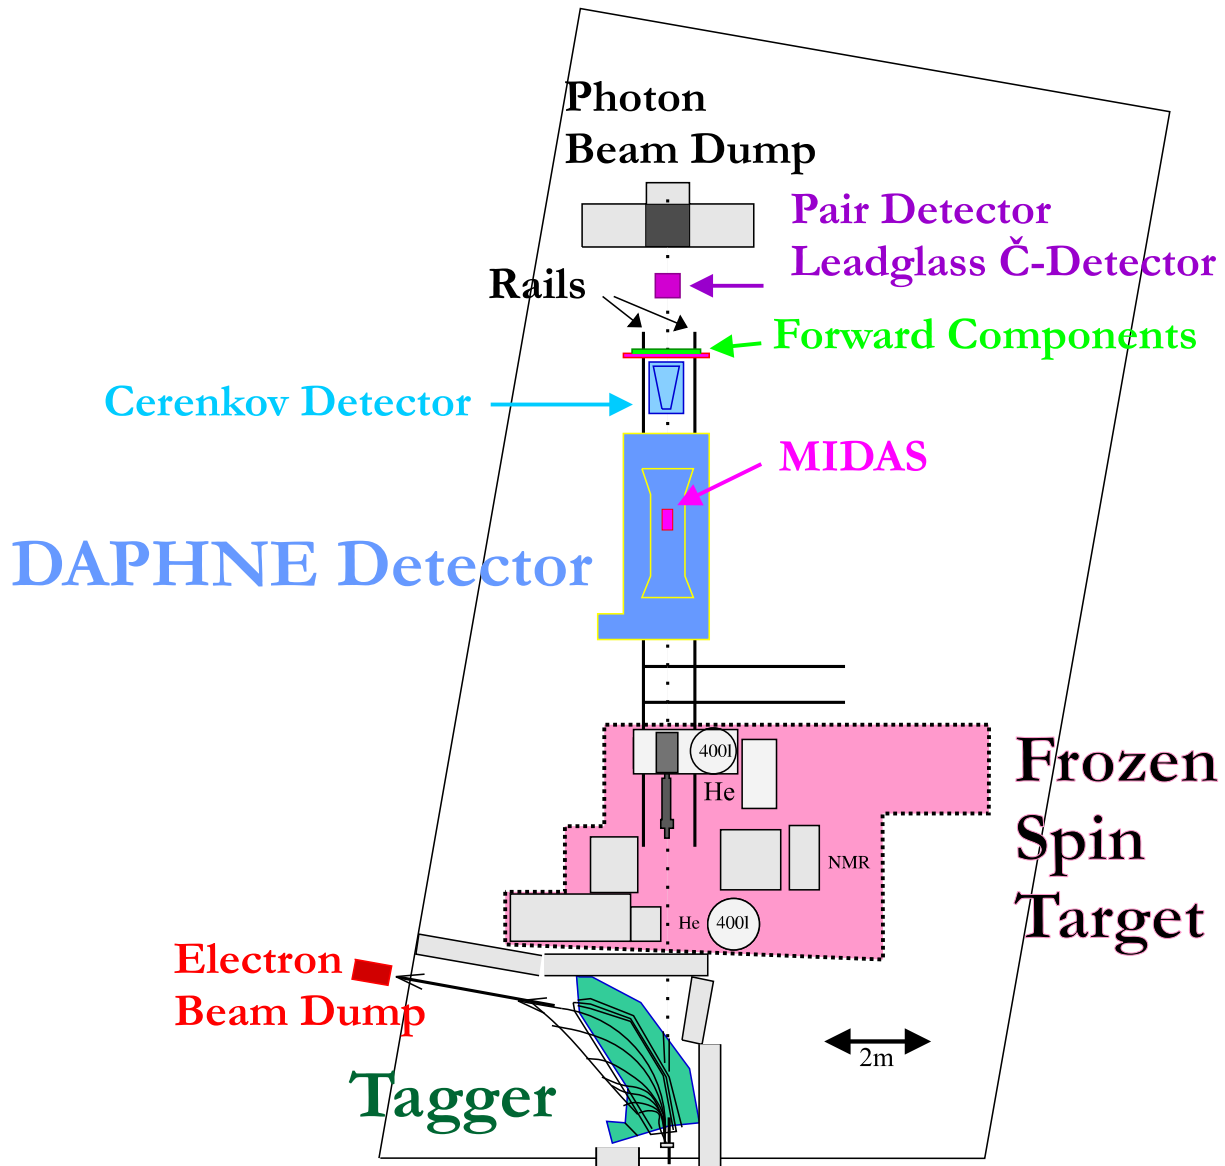 Photon
Beam Dump
Pair Detector
Leadglass Č-Detector
Rails
Forward Components
Cerenkov Detector
MIDAS
DAPHNE Detector
400l
He
Frozen
Spin
Target
NMR
He
400l
Electron
Beam Dump
2m
Tagger